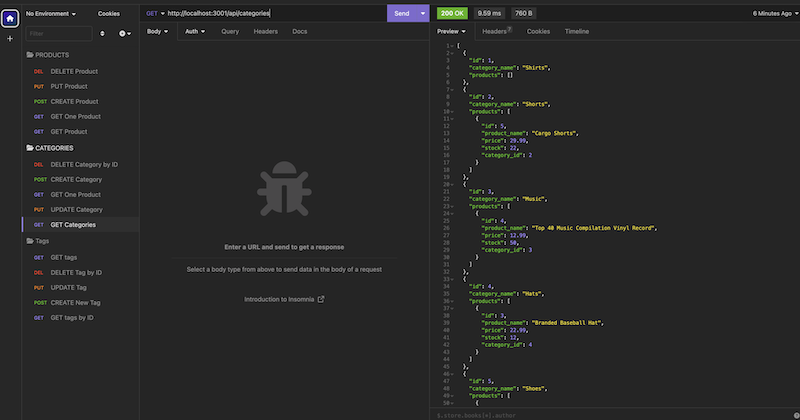 No Environment
Cookies
Filter
PRODUCTS
DEL DELETE Product
PUT PUT Product
POST CREATE Product
GET GET One Product
GET GET Product
CATEGORIES
DEL DELETE Category by ID
POST CREATE Category
GET GET One Product
PUT UPDATE Category
GET GET Categories
Tags
GET GET tags
DEL DELETE Tag by ID
PUT UPDATE Tag
POST CREATE New Tag
GET GET tags by ID
GET http://localhost:3001/api/categories
Send
Body Auth Query Headers Docs
Enter a URL and send to get a response
Select a body type from above to send data in the body of a request
Introduction to Insomnia
200 OK 9.59 ms 760 B 6 Minutes Ago
Preview Headers 7 Cookies Timeline
1 [
2 {
3 "id": 1,
4 "category_name": "Shirts",
5 "products": []
6 },
7 {
8 "id": 2,
9 "category_name": "Shorts",
10 "products": [
11 {
12 "id": 5,
13 "product_name": "Cargo Shorts",
14 "price": 29.99,
15 "stock": 22,
16 "category_id": 2
17 }
18 ]
19 },
20 {
21 "id": 3,
22 "category_name": "Music",
23 "products": [
24 {
25 "id": 4,
26 "product_name": "Top 40 Music Compilation Vinyl Record",
27 "price": 12.99,
28 "stock": 50,
29 "category_id": 3
30 }
31 ]
32 },
33 {
34 "id": 4,
35 "category_name": "Hats",
36 "products": [
37 {
38 "id": 3,
39 "product_name": "Branded Baseball Hat",
40 "price": 22.99,
41 "stock": 12,
42 "category_id": 4
43 }
44 ]
45 },
46 {
47 "id": 5,
48 "category_name": "Shoes",
49 "products": [
50 {
$.store.books[*].author